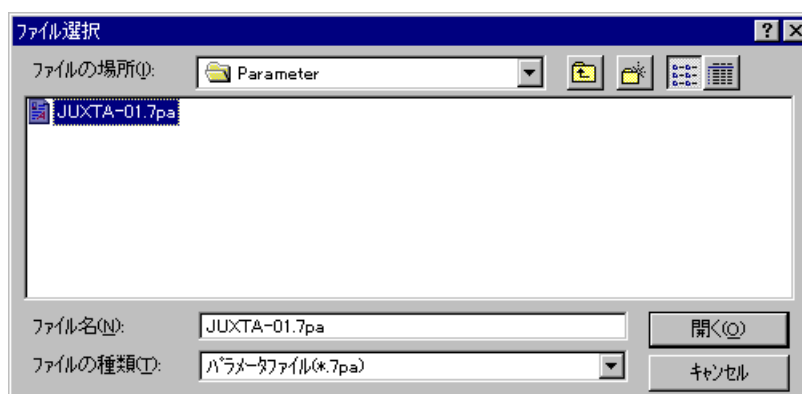 ファイル選択
ファイルの場所(I):
Parameter
JUXTA-01.7pa
ファイル名(N):
JUXTA-01.7pa
開く(O)
ファイルの種類(T):
パラメータファイル(*.7pa)
キャンセル